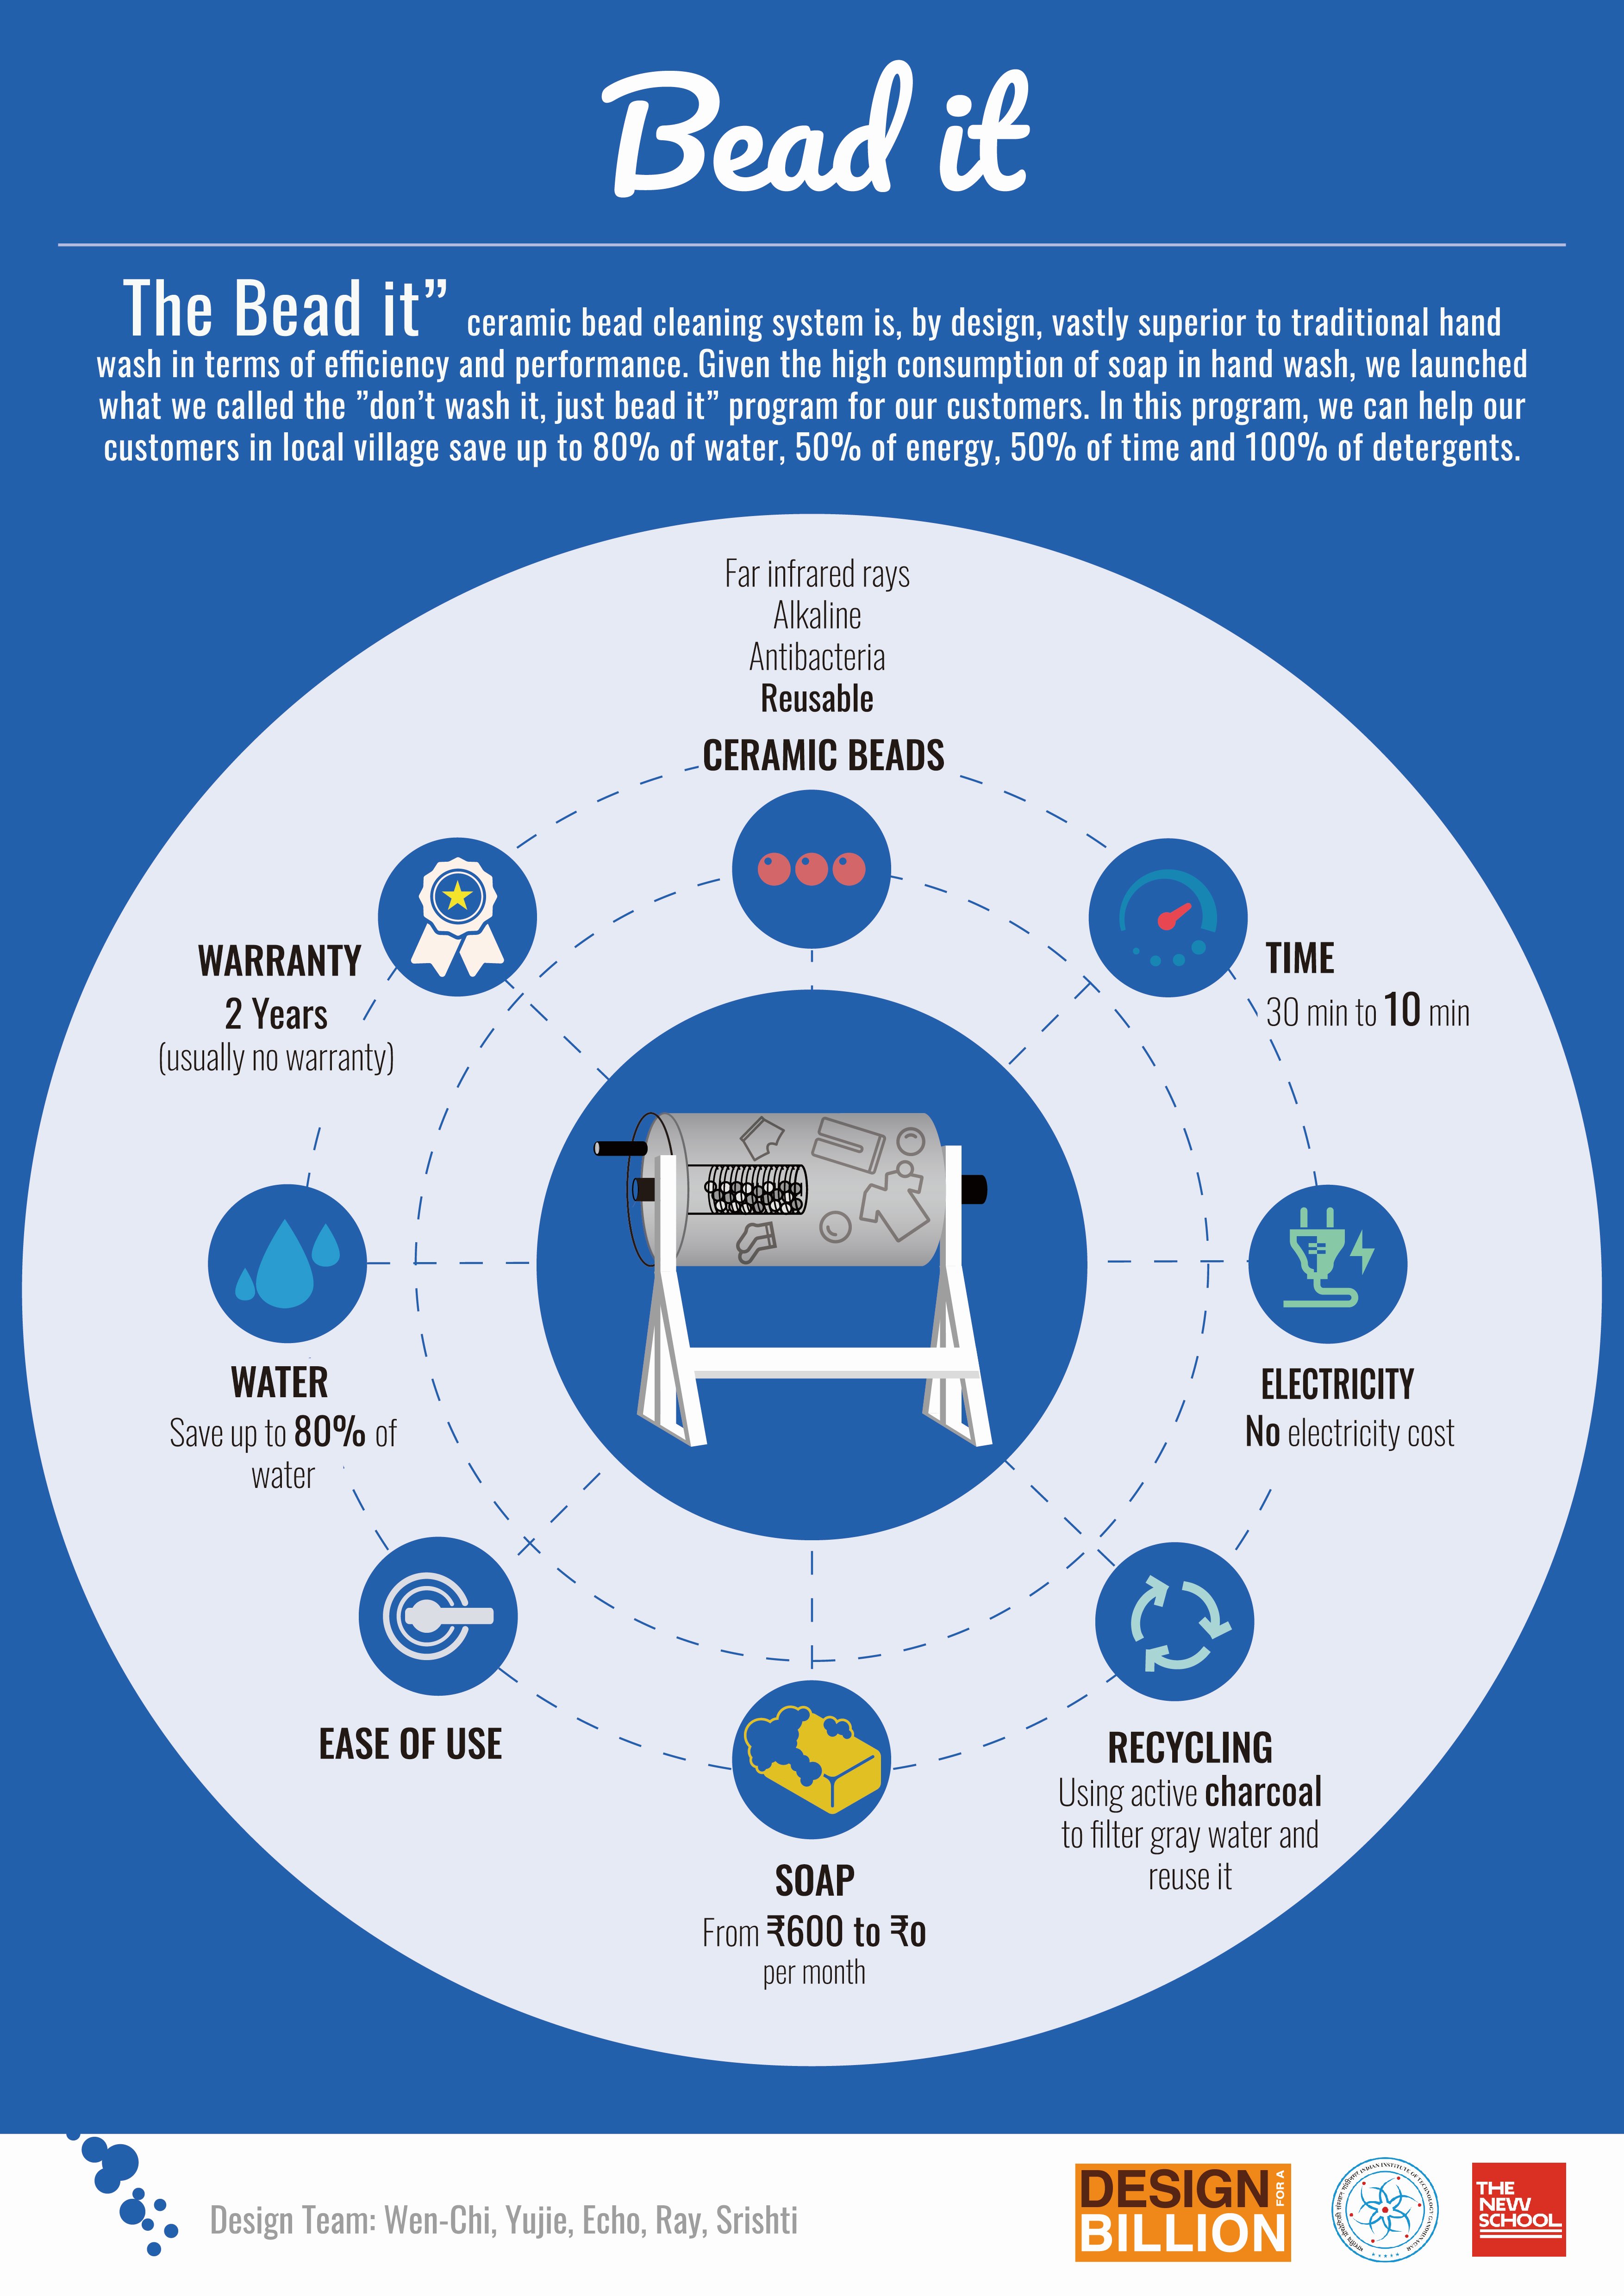 Bead it
The Bead it” ceramic bead cleaning system is, by design, vastly superior to traditional hand
wash in terms of efficiency and performance. Given the high consumption of soap in hand wash, we launched
what we called the ”don’t wash it, just bead it” program for our customers. In this program, we can help our
customers in local village save up to 80% of water, 50% of energy, 50% of time and 100% of detergents.
Far infrared rays
Alkaline
Antibacteria
Reusable
CERAMIC BEADS
WARRANTY
2 Years
(usually no warranty)
TIME
30 min to 10 min
WATER
Save up to 80% of
water
ELECTRICITY
No electricity cost
EASE OF USE
RECYCLING
Using active charcoal
to filter gray water and
reuse it
SOAP
From ₹600 to ₹0
per month
Design Team: Wen-Chi, Yujie, Echo, Ray, Srishti
DESIGN
FOR A
BILLION
INDIAN INSTITUTE OF TECHNOLOGY GANDHINAGAR
THE
NEW
SCHOOL